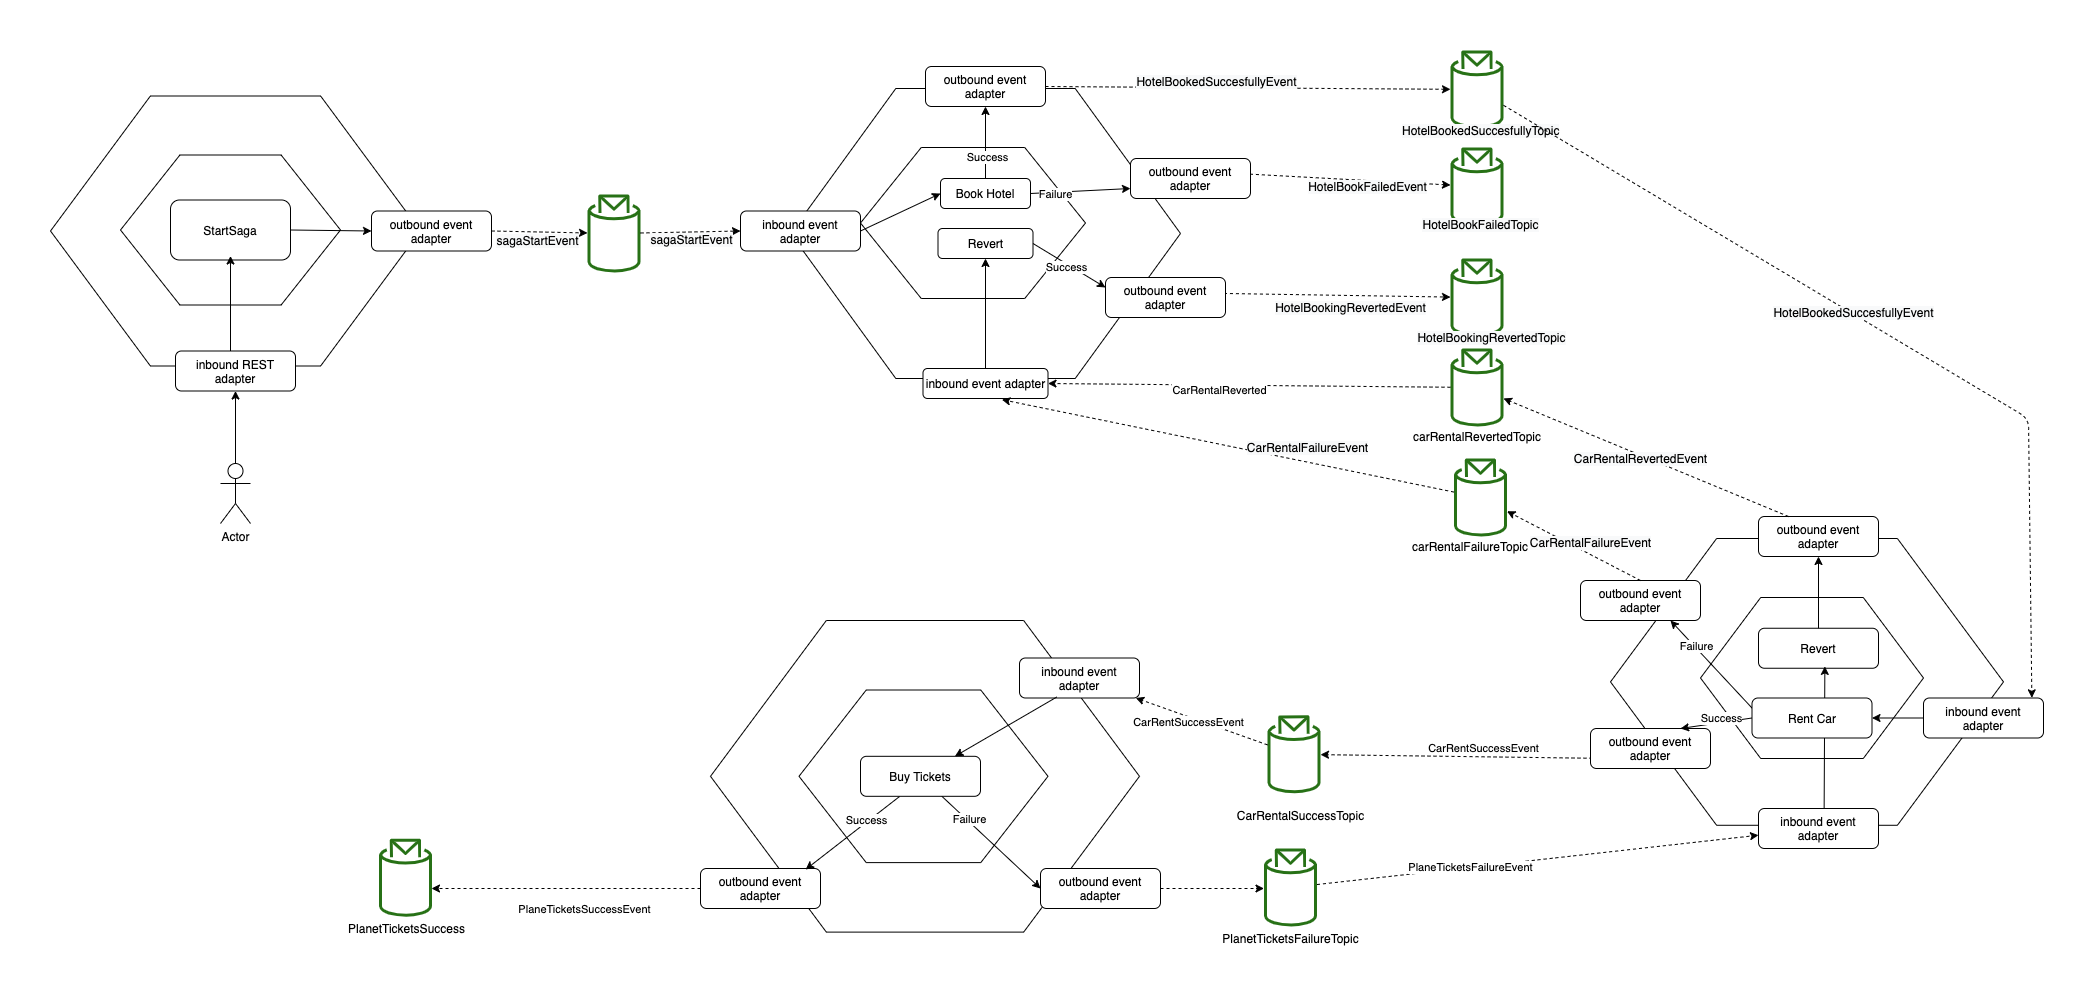 StartSaga
outbound event
adapter
inbound REST
adapter
Actor
sagaStartEvent
sagaStartEvent
inbound event
adapter
outbound event
adapter
Success
Book Hotel
Failure
outbound event
adapter
Revert
Success
outbound event
adapter
inbound event adapter
HotelBookedSuccesfullyEvent
HotelBookedSuccesfullyTopic
HotelBookFailedEvent
HotelBookFailedTopic
HotelBookingRevertedEvent
HotelBookingRevertedTopic
HotelBookedSuccesfullyEvent
CarRentalReverted
carRentalRevertedTopic
CarRentalFailureEvent
CarRentalRevertedEvent
carRentalFailureTopic
CarRentalFailureEvent
outbound event
adapter
outbound event
adapter
Failure
Revert
Success
Rent Car
inbound event
adapter
outbound event
adapter
inbound event
adapter
CarRentSuccessEvent
CarRentSuccessEvent
CarRentalSuccessTopic
inbound event
adapter
Buy Tickets
Success
Failure
outbound event
adapter
outbound event
adapter
PlaneTicketsSuccessEvent
PlanetTicketsSuccess
PlaneTicketsFailureEvent
PlanetTicketsFailureTopic